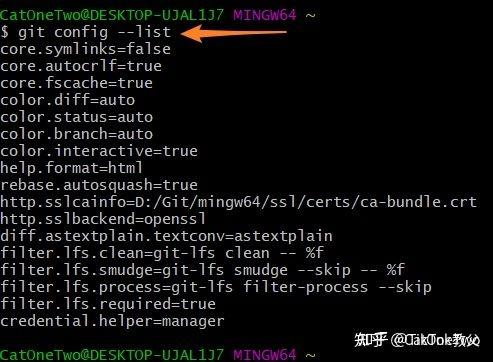 CatOneTwo@DESKTOP-UJAL1J7 MINGW64 ~
$ git config --list
core.symlinks=false
core.autocrlf=true
core.fscache=true
color.diff=auto
color.status=auto
color.branch=auto
color.interactive=true
help.format=html
rebase.autosquash=true
http.sslcainfo=D:/Git/mingw64/ssl/certs/ca-bundle.crt
http.sslbackend=openssl
diff.astextplain.textconv=astextplain
filter.lfs.clean=git-lfs clean -- %f
filter.lfs.smudge=git-lfs smudge --skip -- %f
filter.lfs.process=git-lfs filter-process --skip
filter.lfs.required=true
credential.helper=manager
知乎
CatOneTwo@DESKTOP-UJAL1J7 MINGW64 ~